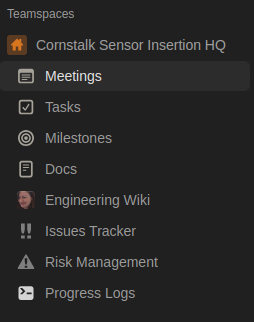 Teamspaces
Cornstalk Sensor Insertion HQ
Meetings
Tasks
Milestones
Docs
Engineering Wiki
Issues Tracker
Risk Management
Progress Logs